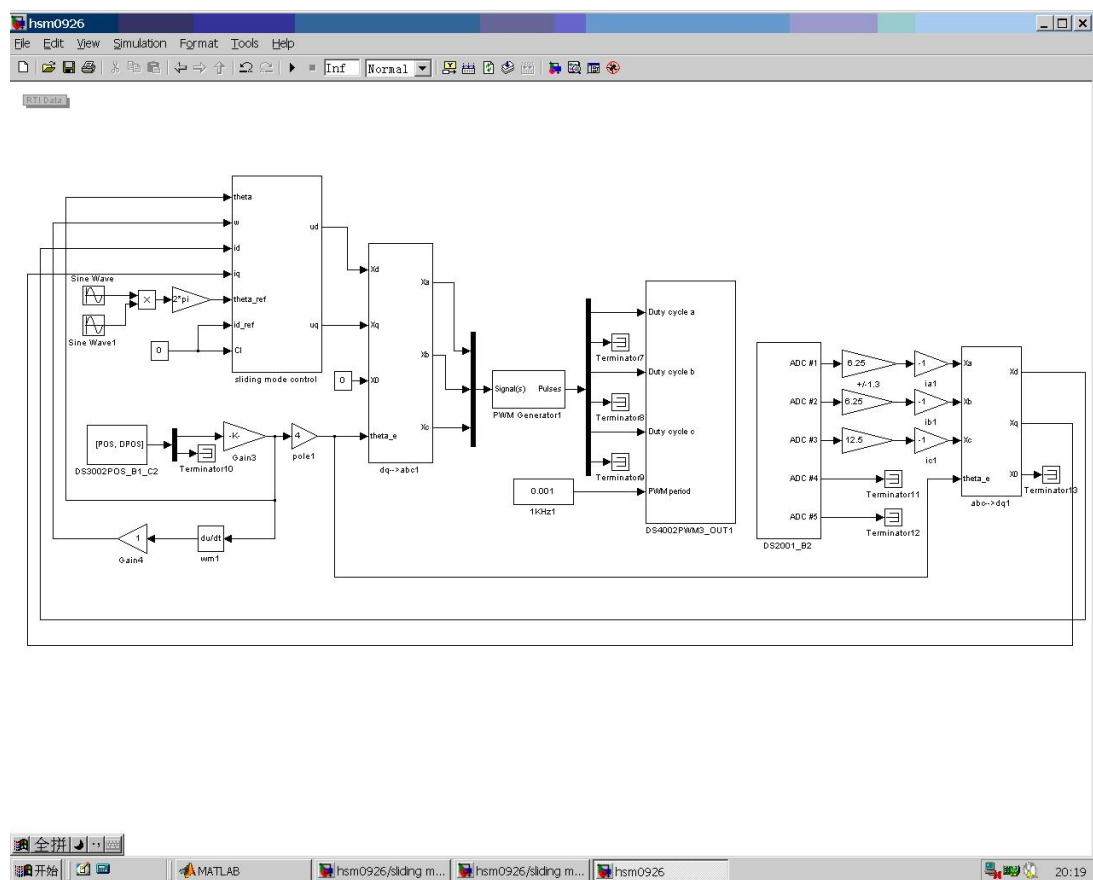 hsm0926
File Edit View Simulation Format Tools Help
Inf Normal
RTI Data
theta
w
id
iq
theta_ref
id_ref
CI
ud
uq
sliding mode control
Sine Wave
Sine Wave1
×
2*pi
0
0
Xd
Xq
X0
theta_e
Xa
Xb
Xc
dq-->abc1
[POS, DPOS]
DS3002POS_B1_C2
Terminator10
-K-
Gain3
4
pole1
1
Gain4
du/dt
wm1
Signal(s) Pulses
PWM Generator1
Terminator7
Terminator8
Terminator9
0.001
1KHz1
Duty cycle a
Duty cycle b
Duty cycle c
PWM period
DS4002PWM3_OUT1
ADC #1
ADC #2
ADC #3
ADC #4
ADC #5
DS2001_B2
6.25
+/-1.3
6.25
12.5
-1
ia1
-1
ib1
-1
ic1
Terminator11
Terminator12
Xa
Xb
Xc
theta_e
Xd
Xq
X0
abc-->dq1
Terminator13
全拼
开始 MATLAB hsm0926/sliding m... hsm0926/sliding m... hsm0926 20:19